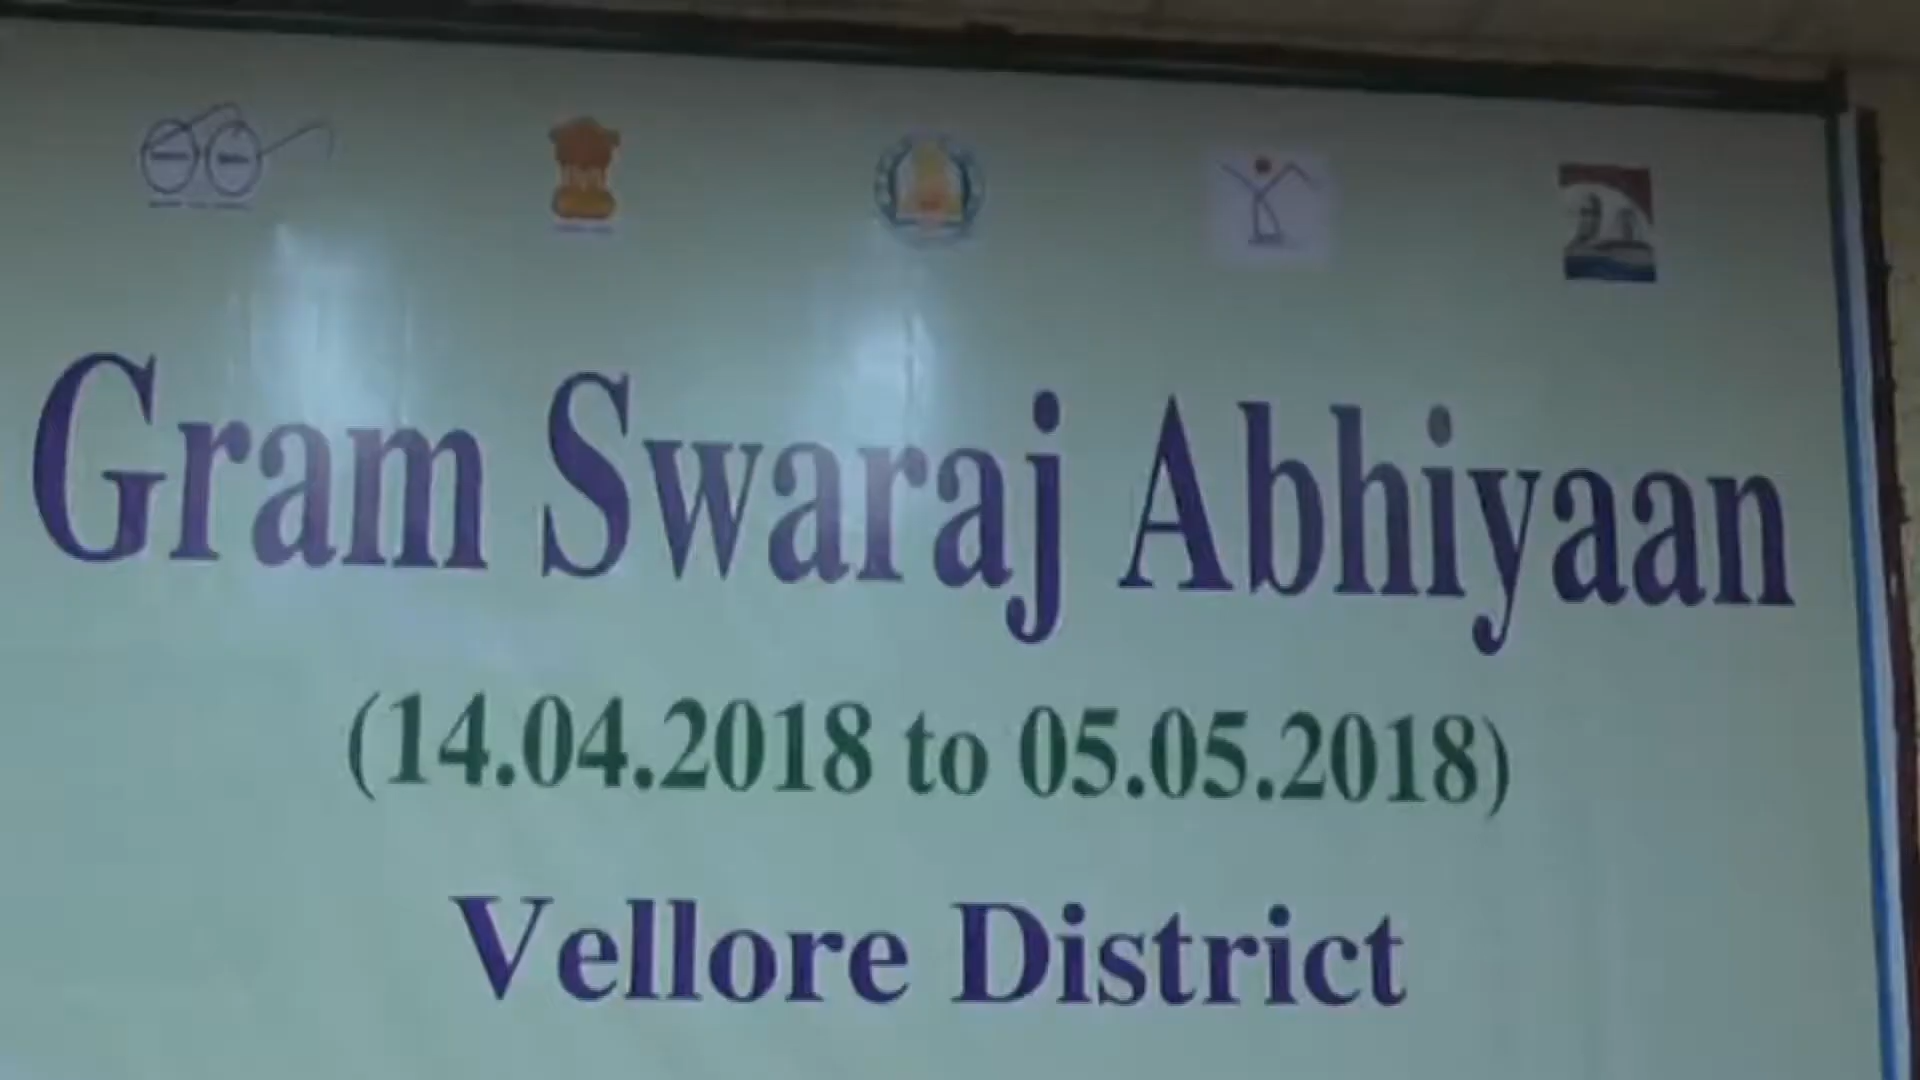 Gram Swaraj Abhiyaan
(14.04.2018 to 05.05.2018)
Vellore District